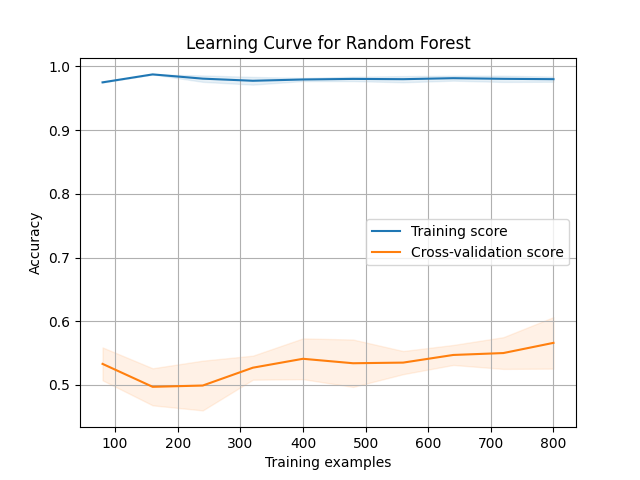 Learning Curve for Random Forest
1.0
0.9
0.8
0.7
0.6
0.5
Accuracy
Training score
Cross-validation score
100 200 300 400 500 600 700 800
Training examples